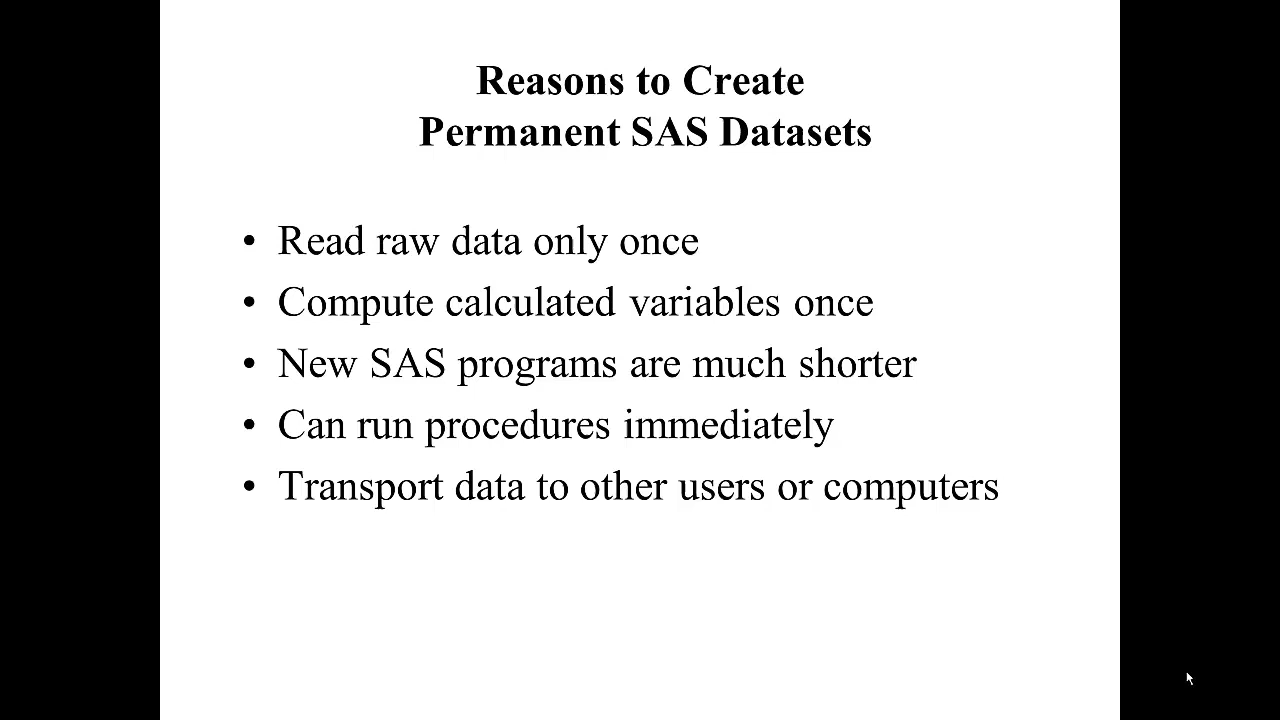 Reasons to Create
Permanent SAS Datasets
• Read raw data only once
• Compute calculated variables once
• New SAS programs are much shorter
• Can run procedures immediately
• Transport data to other users or computers